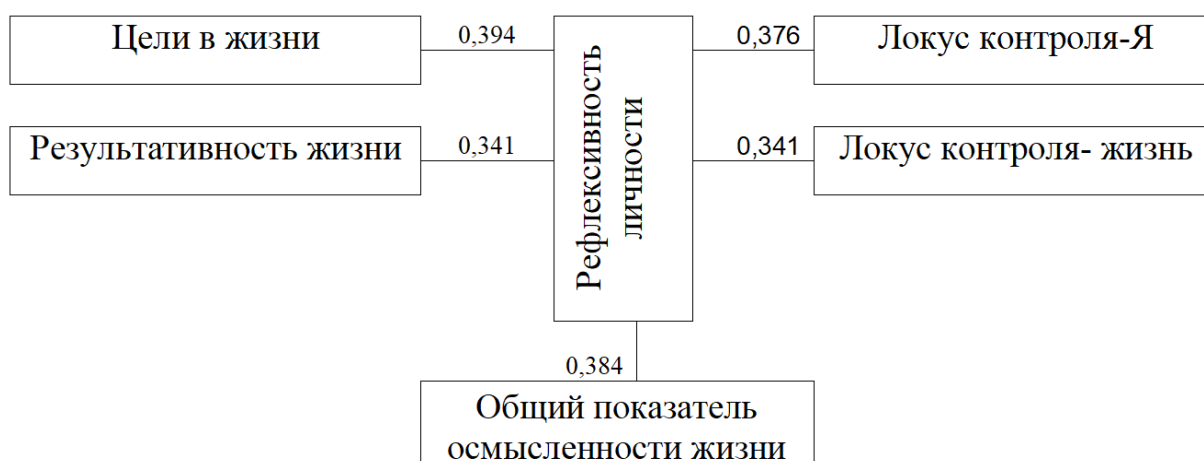 Цели в жизни
0,394
Рефлексивность
личности
0,376
Локус контроля-Я
Результативность жизни
0,341
0,341
Локус контроля- жизнь
0,384
Общий показатель
осмысленности жизни